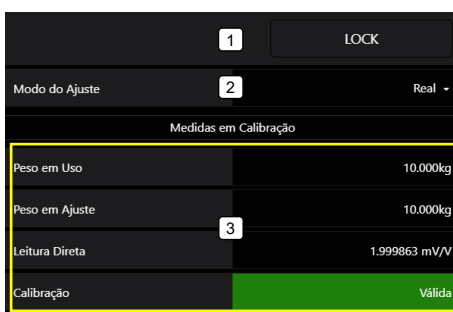 1 LOCK
Modo do Ajuste 2 Real
Medidas em Calibração
Peso em Uso 10.000kg
Peso em Ajuste 10.000kg
3
Leitura Direta 1.999863 mV/V
Calibração Válida